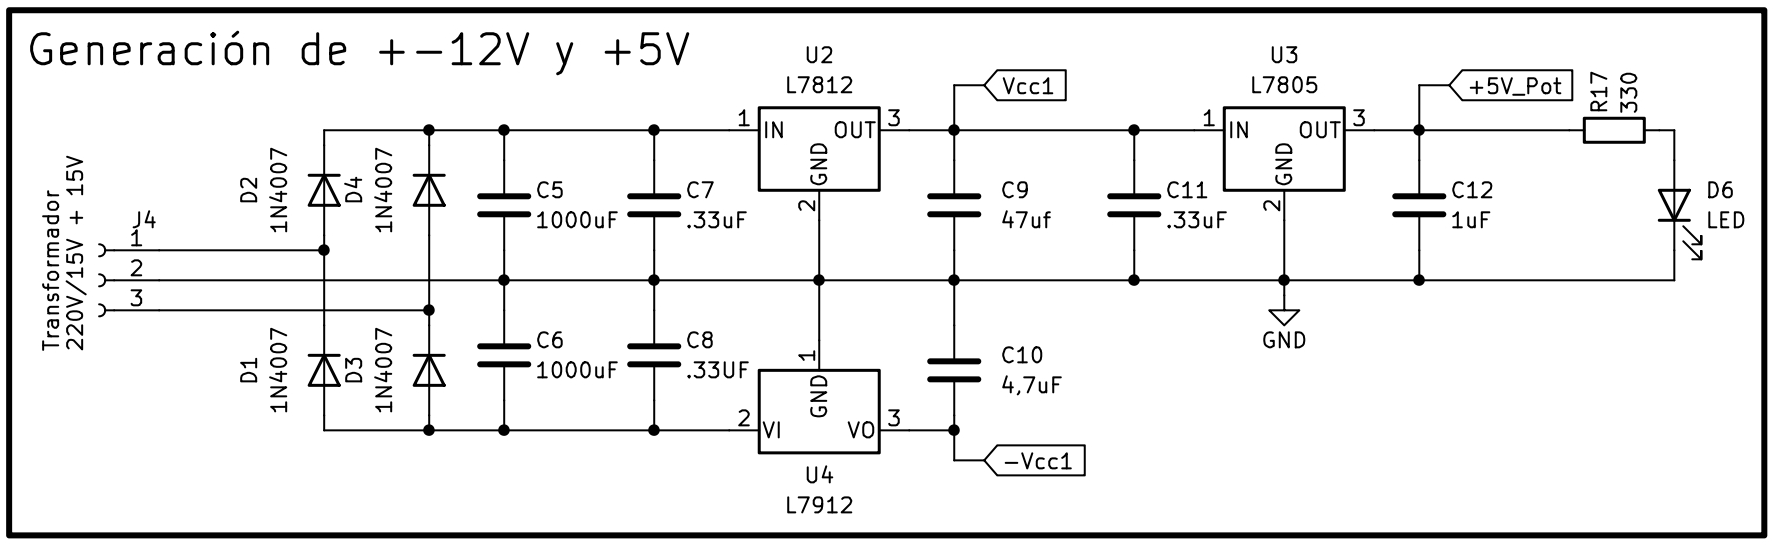 Generación de +-12V y +5V
Transformador
220V/15V + 15V
J4
1
2
3
D2
1N4007
D4
1N4007
D1
1N4007
D3
1N4007
C5
1000uF
C7
.33uF
C6
1000uF
C8
.33UF
U2
L7812
1
IN
OUT
3
GND
2
Vcc1
C9
47uf
C11
.33uF
U3
L7805
1
IN
OUT
3
GND
2
+5V_Pot
C12
1uF
R17
330
D6
LED
GND
1
GND
2
VI
VO
3
U4
L7912
C10
4,7uF
-Vcc1